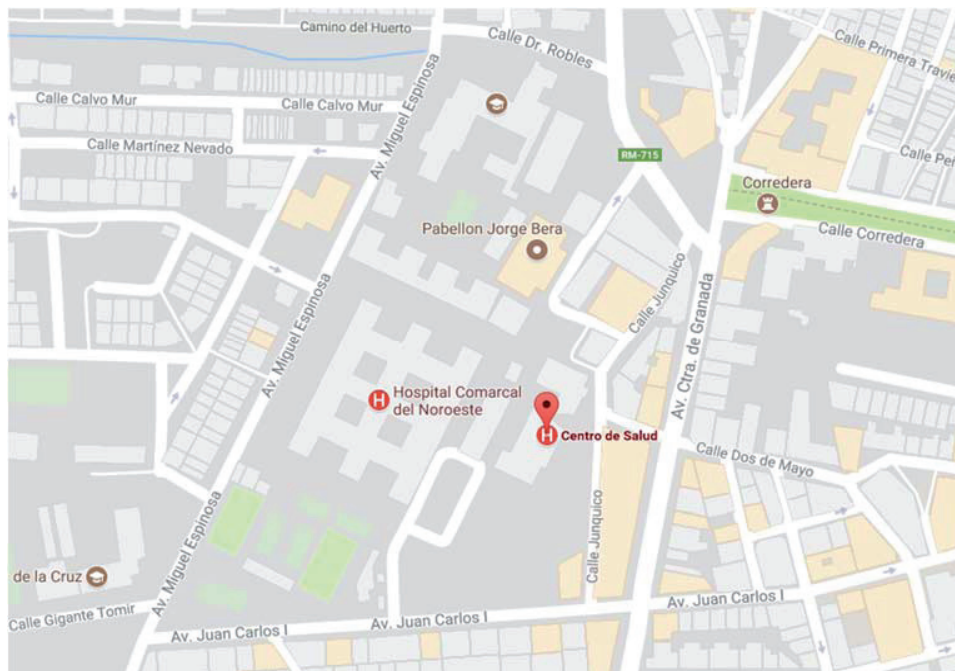 Camino del Huerto
Calle Dr. Robles
Calle Primera Travie
Calle Calvo Mur
Calle Calvo Mur
Av. Miguel Espinosa
Calle Martínez Nevado
RM-715
Calle Per
Corredera
Calle Corredera
Pabellon Jorge Bera
Calle Junquico
Av. Miguel Espinosa
Av. Ctra. de Granada
Hospital Comarcal
del Noroeste
H
H
Centro de Salud
Calle Dos de Mayo
Av. Miguel Espinosa
Calle Junquico
de la Cruz
Av. Juan Carlos I
Av. Juan Carlos I
Calle Gigante Tomir
Av. Juan Carlos I